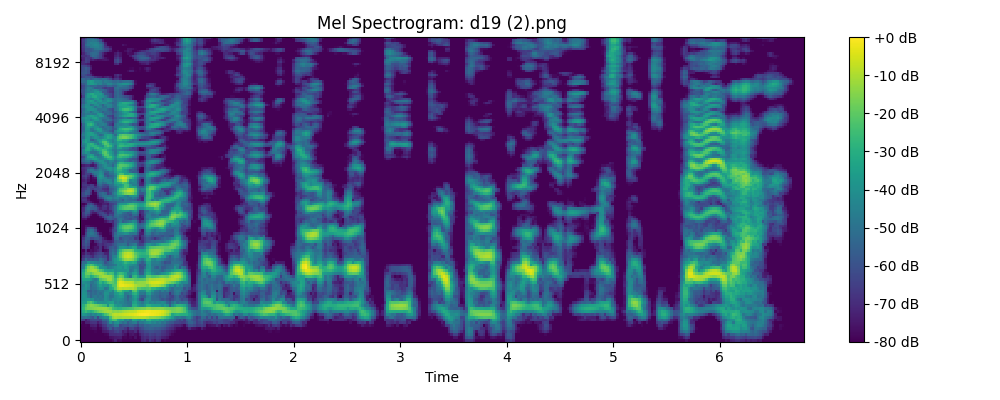 Mel Spectrogram: d19 (2).png
Hz
8192
4096
2048
1024
512
0
0 1 2 3 4 5 6
Time
+0 dB
-10 dB
-20 dB
-30 dB
-40 dB
-50 dB
-60 dB
-70 dB
-80 dB